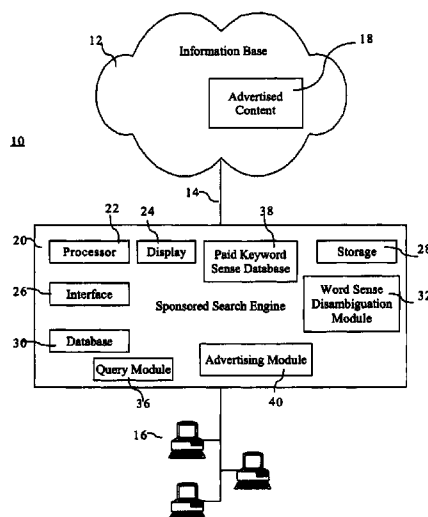 12
Information Base
18
Advertised
Content
10
14
22
24
38
20
Processor
Display
Paid Keyword
Sense Database
Storage
28
26
Interface
Word Sense
Disambiguation
Module
32
Sponsored Search Engine
30
Database
Query Module
Advertising Module
36
40
16